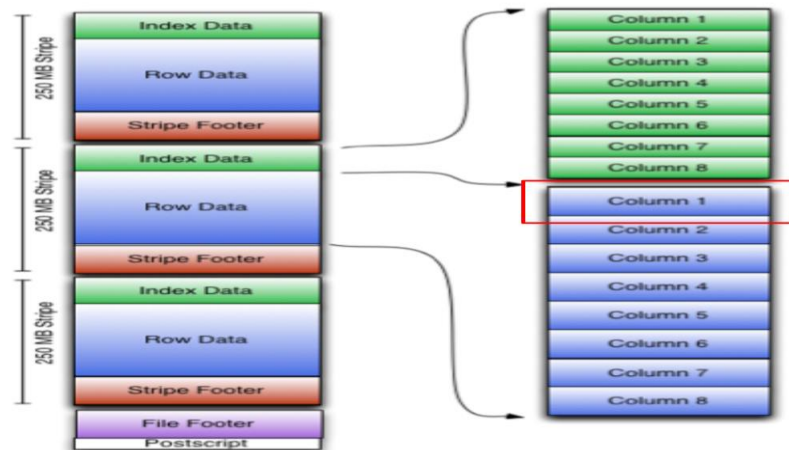 250 MB Stripe
Index Data
Row Data
Stripe Footer
250 MB Stripe
Index Data
Row Data
Stripe Footer
250 MB Stripe
Index Data
Row Data
Stripe Footer
File Footer
Postscript
Column 1
Column 2
Column 3
Column 4
Column 5
Column 6
Column 7
Column 8
Column 1
Column 2
Column 3
Column 4
Column 5
Column 6
Column 7
Column 8